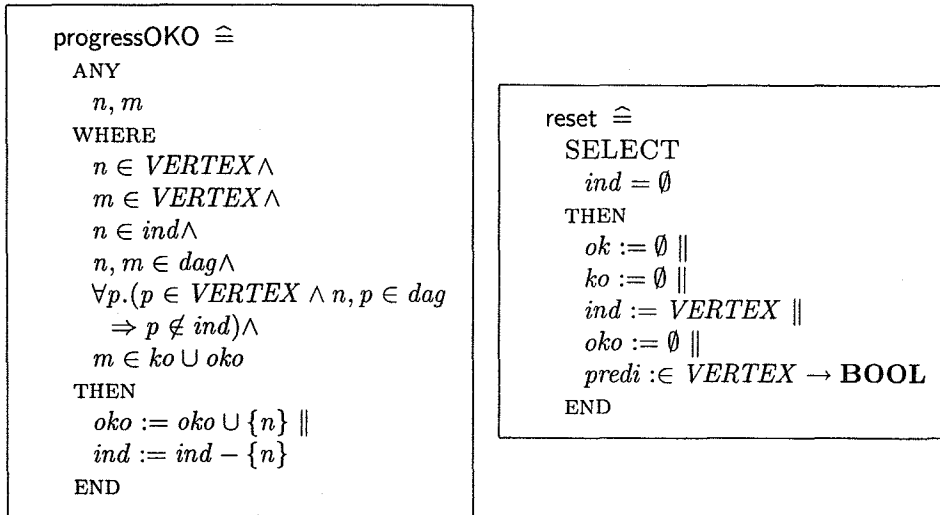 progressOKO ≙
ANY
n, m
WHERE
n ∈ VERTEX∧
m ∈ VERTEX∧
n ∈ ind∧
n, m ∈ dag∧
∀p.(p ∈ VERTEX ∧ n, p ∈ dag
⇒ p ∉ ind)∧
m ∈ ko ∪ oko
THEN
oko := oko ∪ {n} ∥
ind := ind − {n}
END
reset ≙
SELECT
ind = ∅
THEN
ok := ∅ ∥
ko := ∅ ∥
ind := VERTEX ∥
oko := ∅ ∥
predi :∈ VERTEX → BOOL
END